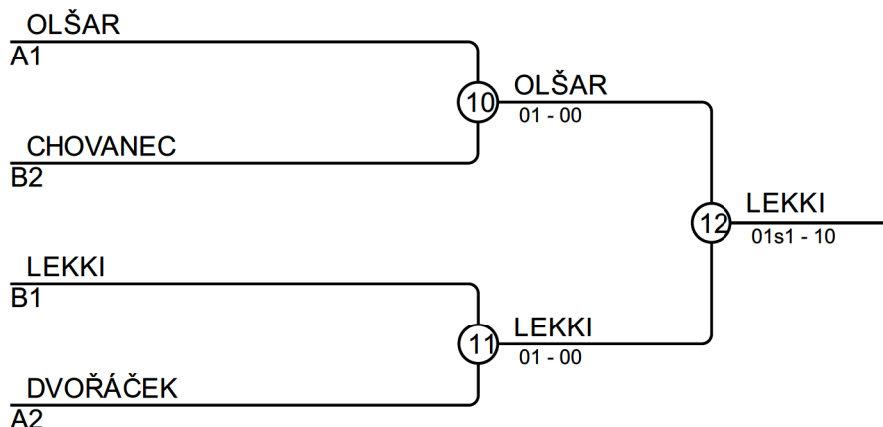 OLŠAR
A1
10
OLŠAR
01 - 00
CHOVANEC
B2
12
LEKKI
01s1 - 10
LEKKI
B1
11
LEKKI
01 - 00
DVOŘÁČEK
A2